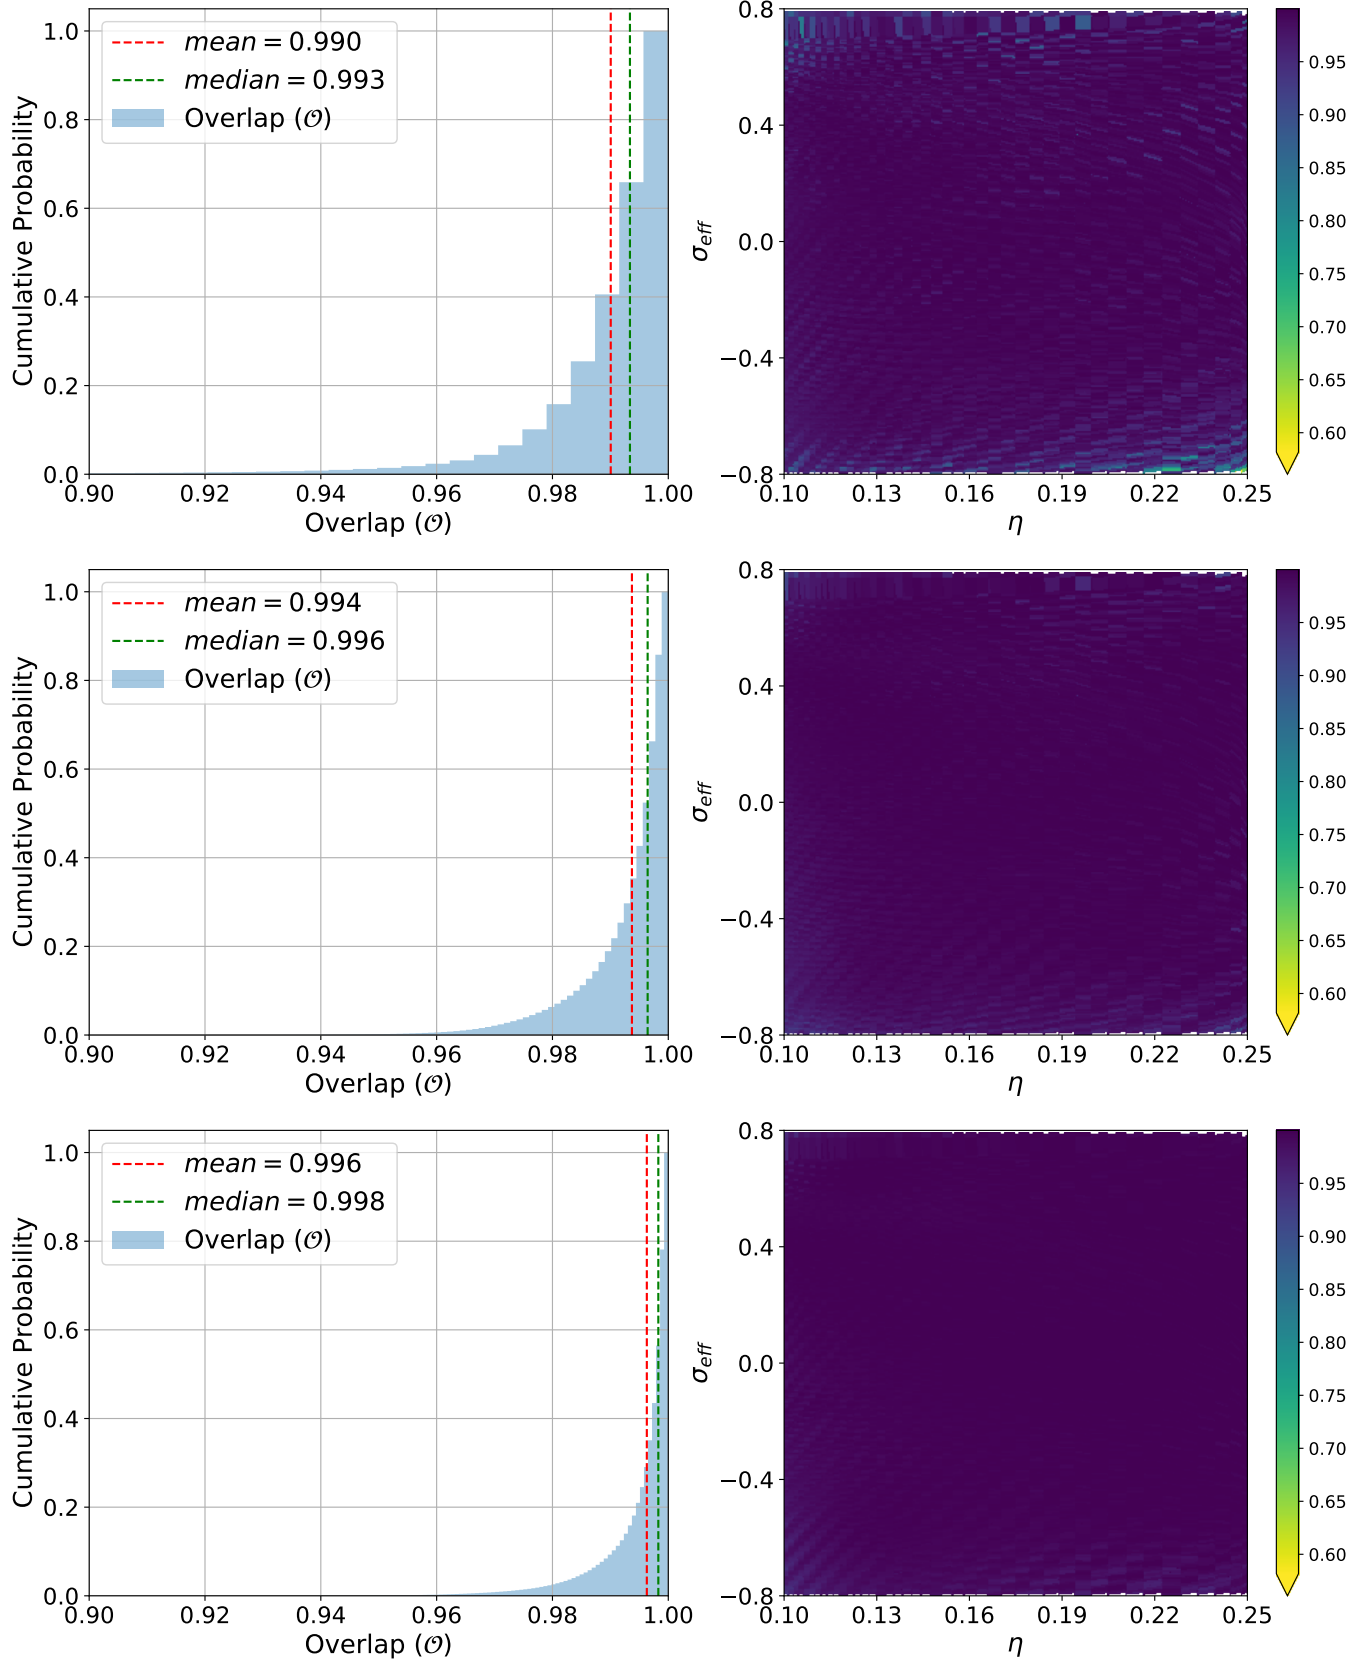 mean = 0.990
median = 0.993
Overlap (𝒪)
Cumulative Probability
1.0
0.8
0.6
0.4
0.2
0.0
0.90 0.92 0.94 0.96 0.98 1.00
Overlap (𝒪)
σeff
0.8
0.4
0.0
−0.4
−0.8
0.10 0.13 0.16 0.19 0.22 0.25
η
0.95
0.90
0.85
0.80
0.75
0.70
0.65
0.60
mean = 0.994
median = 0.996
Overlap (𝒪)
Cumulative Probability
1.0
0.8
0.6
0.4
0.2
0.0
0.90 0.92 0.94 0.96 0.98 1.00
Overlap (𝒪)
σeff
0.8
0.4
0.0
−0.4
−0.8
0.10 0.13 0.16 0.19 0.22 0.25
η
0.95
0.90
0.85
0.80
0.75
0.70
0.65
0.60
mean = 0.996
median = 0.998
Overlap (𝒪)
Cumulative Probability
1.0
0.8
0.6
0.4
0.2
0.0
0.90 0.92 0.94 0.96 0.98 1.00
Overlap (𝒪)
σeff
0.8
0.4
0.0
−0.4
−0.8
0.10 0.13 0.16 0.19 0.22 0.25
η
0.95
0.90
0.85
0.80
0.75
0.70
0.65
0.60